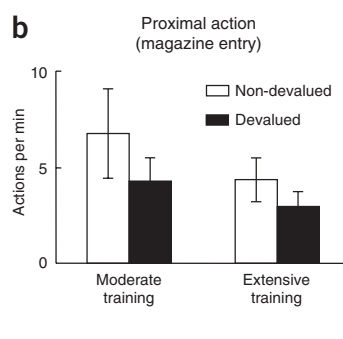 b
Proximal action
(magazine entry)
10
Non-devalued
Devalued
Actions per min
5
0
Moderate
training
Extensive
training